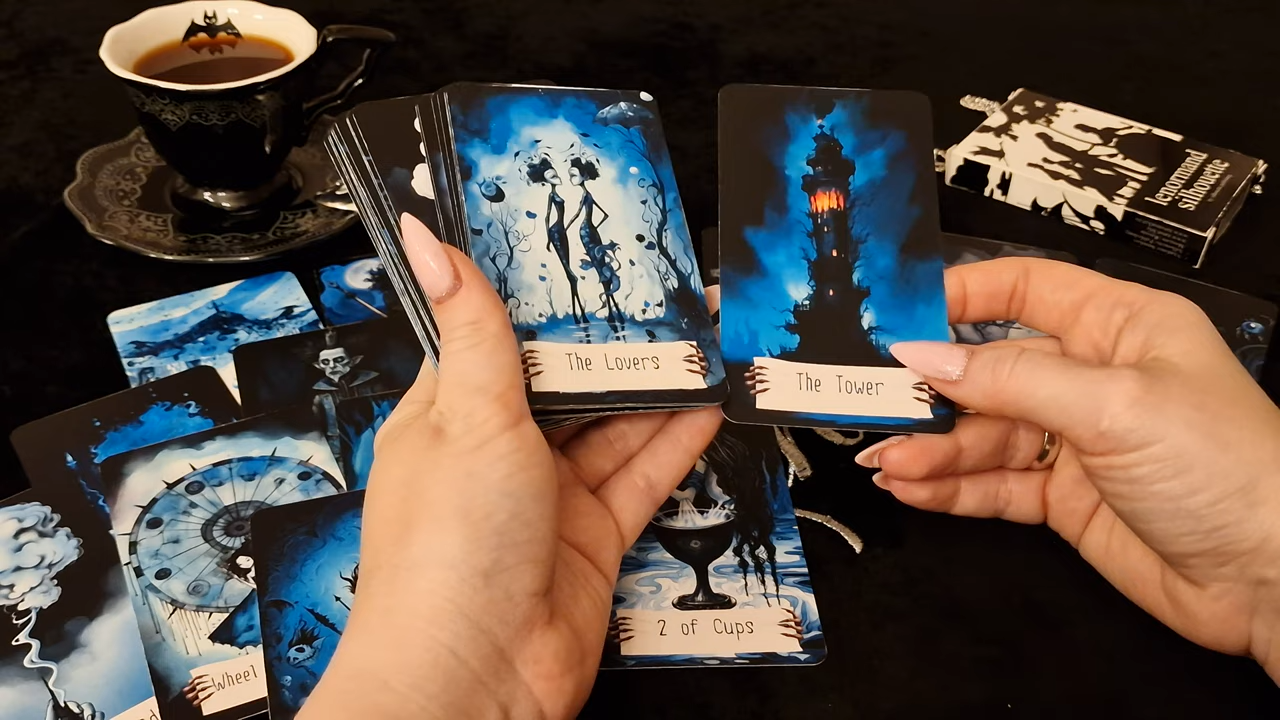 lenormand
silhouette
The Lovers
The Tower
2 of Cups
Wheel